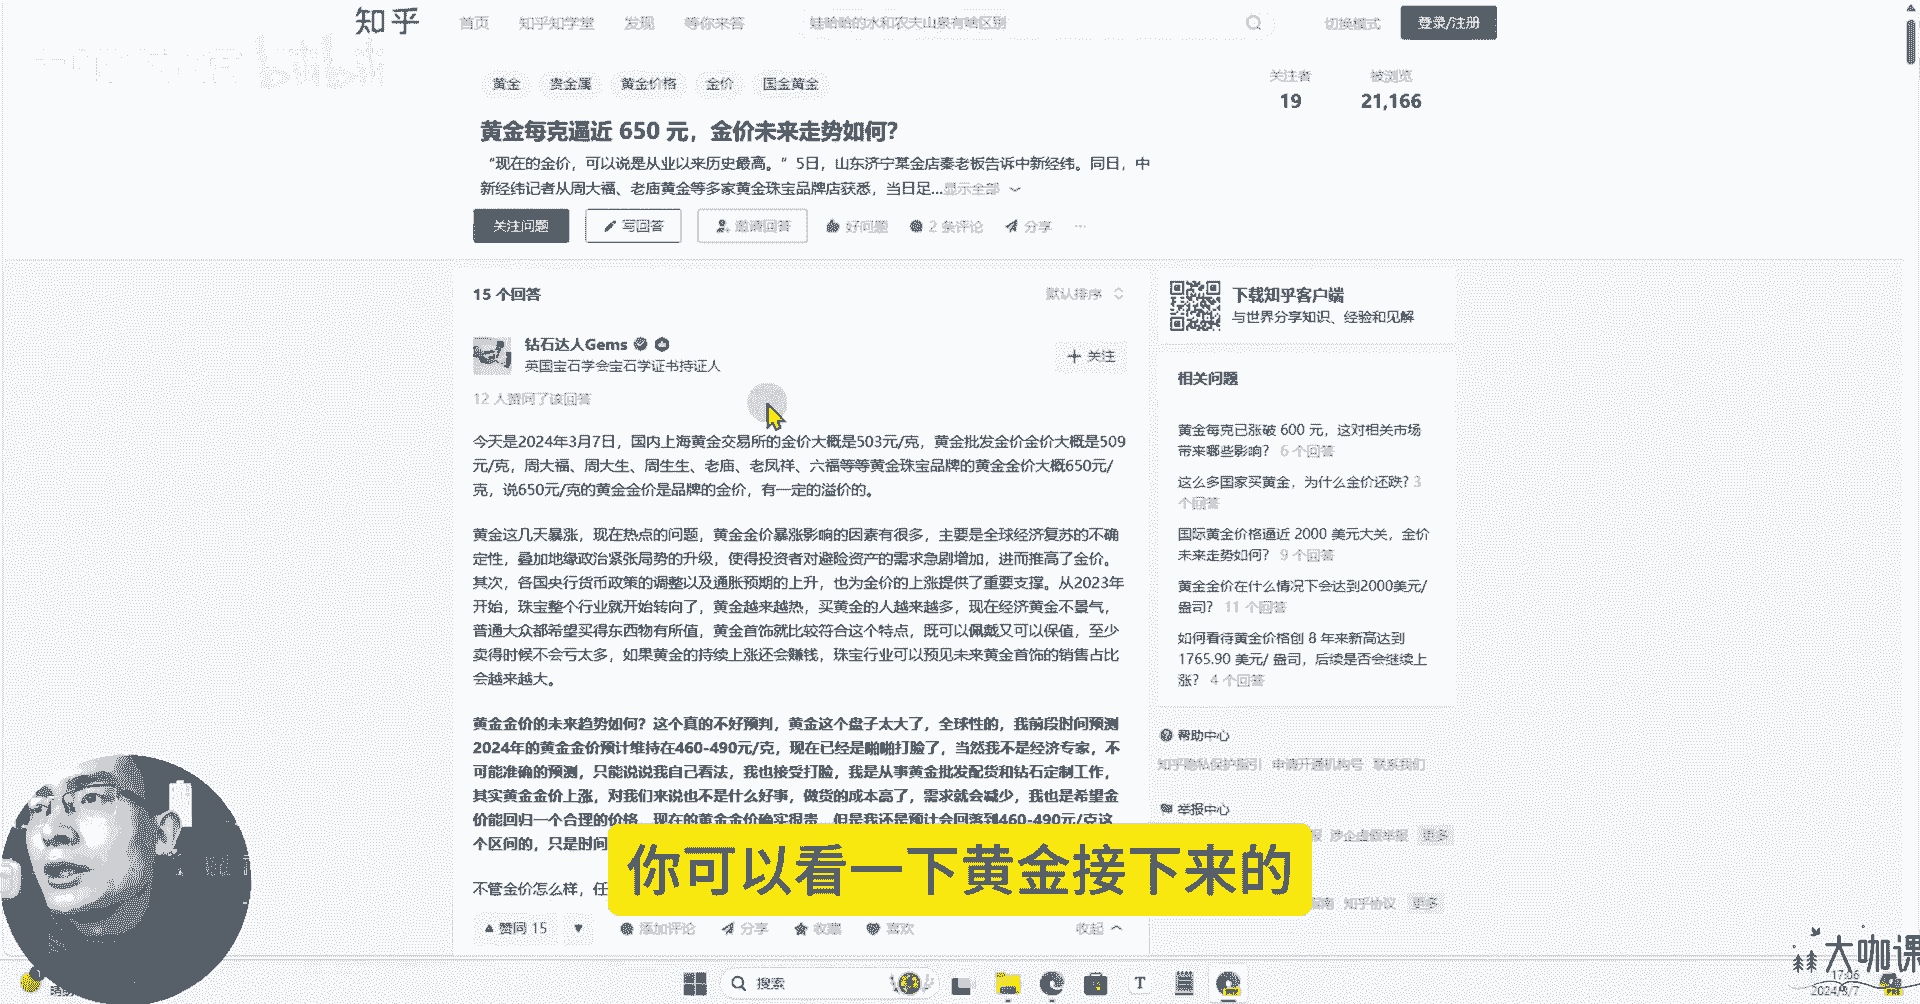 知乎
首页 知乎知学堂 发现 等你来答 娃哈哈的水和农夫山泉有啥区别 切换模式 登录/注册
bilibili
黄金 贵金属 黄金价格 金价 国金黄金
关注者 被浏览
19 21,166
黄金每克逼近 650 元，金价未来走势如何？
“现在的金价，可以说是从业以来历史最高。”5日，山东济宁某金店秦老板告诉中新经纬。同日，中
新经纬记者从周大福、老庙黄金等多家黄金珠宝品牌店获悉，当日足...显示全部
关注问题 写回答 邀请回答 好问题 2 条评论 分享 ···
15 个回答 默认排序
钻石达人Gems
英国宝石学会宝石学证书持证人
+ 关注
12 人赞同了该回答
今天是2024年3月7日，国内上海黄金交易所的金价大概是503元/克，黄金批发金价金价大概是509
元/克，周大福、周大生、周生生、老庙、老凤祥、六福等等黄金珠宝品牌的黄金金价大概650元/
克，说650元/克的黄金金价是品牌的金价，有一定的溢价的。
黄金这几天暴涨，现在热点的问题，黄金金价暴涨影响的因素有很多，主要是全球经济复苏的不确
定性，叠加地缘政治紧张局势的升级，使得投资者对避险资产的需求急剧增加，进而推高了金价。
其次，各国央行货币政策的调整以及通胀预期的上升，也为金价的上涨提供了重要支撑。从2023年
开始，珠宝整个行业就开始转向了，黄金越来越热，买黄金的人越来越多，现在经济黄金不景气，
普通大众都希望买得东西物有所值，黄金首饰就比较符合这个特点，既可以佩戴又可以保值，至少
卖得时候不会亏太多，如果黄金的持续上涨还会赚钱，珠宝行业可以预见未来黄金首饰的销售占比
会越来越大。
黄金金价的未来趋势如何？这个真的不好预判，黄金这个盘子太大了，全球性的，我前段时间预测
2024年的黄金金价预计维持在460-490元/克，现在已经是啪啪打脸了，当然我不是经济专家，不
可能准确的预测，只能说说我自己看法，我也接受打脸，我是从事黄金批发配货和钻石定制工作，
其实黄金金价上涨，对我们来说也不是什么好事，做货的成本高了，需求就会减少，我也是希望金
价能回归一个合理的价格，现在的黄金金价确实很贵，但是我还是预计会回落到460-490元/克这
个区间的，只是时间
不管金价怎么样，任
赞同 15 添加评论 分享 收藏 喜欢 收起
下载知乎客户端
与世界分享知识、经验和见解
相关问题
黄金每克已涨破 600 元，这对相关市场
带来哪些影响？ 6 个回答
这么多国家买黄金，为什么金价还跌? 3
个回答
国际黄金价格逼近 2000 美元大关，金价
未来走势如何？ 9 个回答
黄金金价在什么情况下会达到2000美元/
盎司？ 11 个回答
如何看待黄金价格创 8 年来新高达到
1765.90 美元/ 盎司，后续是否会继续上
涨？ 4 个回答
帮助中心
知乎隐私保护指引 申请开通机构号 联系我们
举报中心
涉企虚假举报 更多
知乎协议 更多
你可以看一下黄金接下来的
大咖课
搜索
17:06
2024/3/7